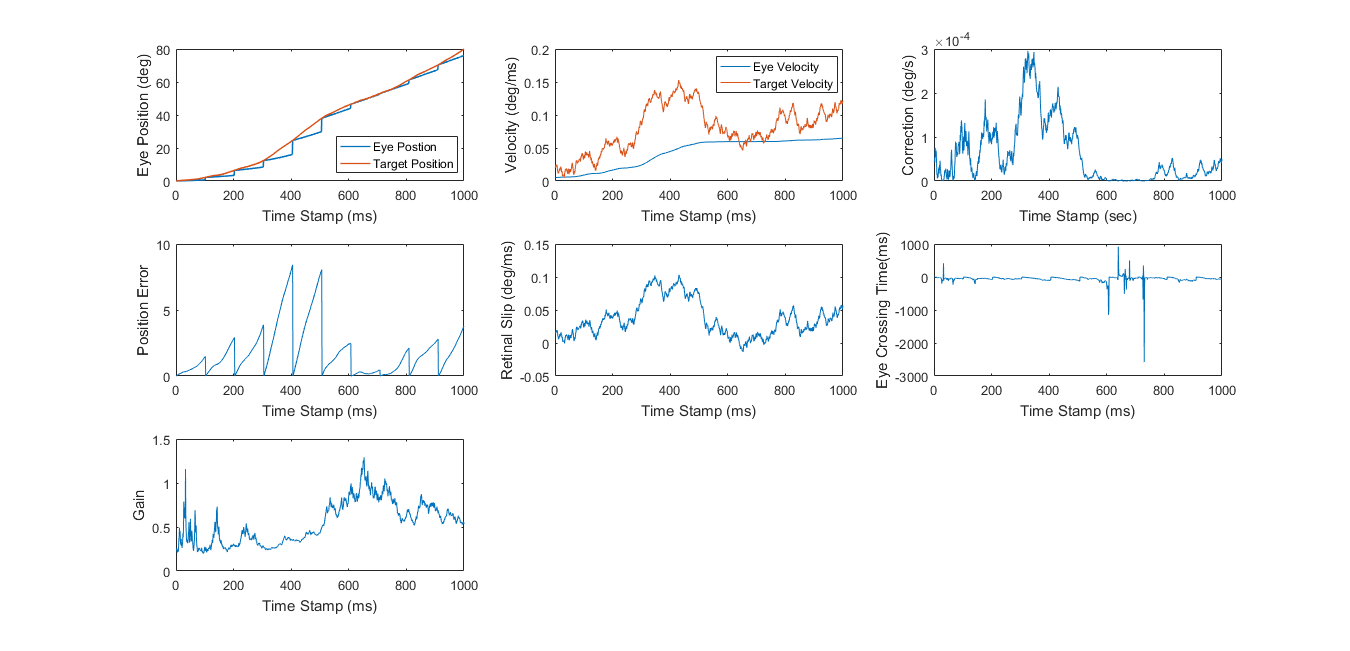 80
60
40
20
0
0 200 400 600 800 1000
Eye Position (deg)
Time Stamp (ms)
Eye Postion
Target Position
0.2
0.15
0.1
0.05
0
0 200 400 600 800 1000
Velocity (deg/ms)
Time Stamp (ms)
Eye Velocity
Target Velocity
×10-4
3
2
1
0
0 200 400 600 800 1000
Correction (deg/s)
Time Stamp (sec)
10
5
0
0 200 400 600 800 1000
Position Error
Time Stamp (ms)
0.15
0.1
0.05
0
-0.05
0 200 400 600 800 1000
Retinal Slip (deg/ms)
Time Stamp (ms)
1000
0
-1000
-2000
-3000
0 200 400 600 800 1000
Eye Crossing Time(ms)
Time Stamp (ms)
1.5
1
0.5
0
0 200 400 600 800 1000
Gain
Time Stamp (ms)